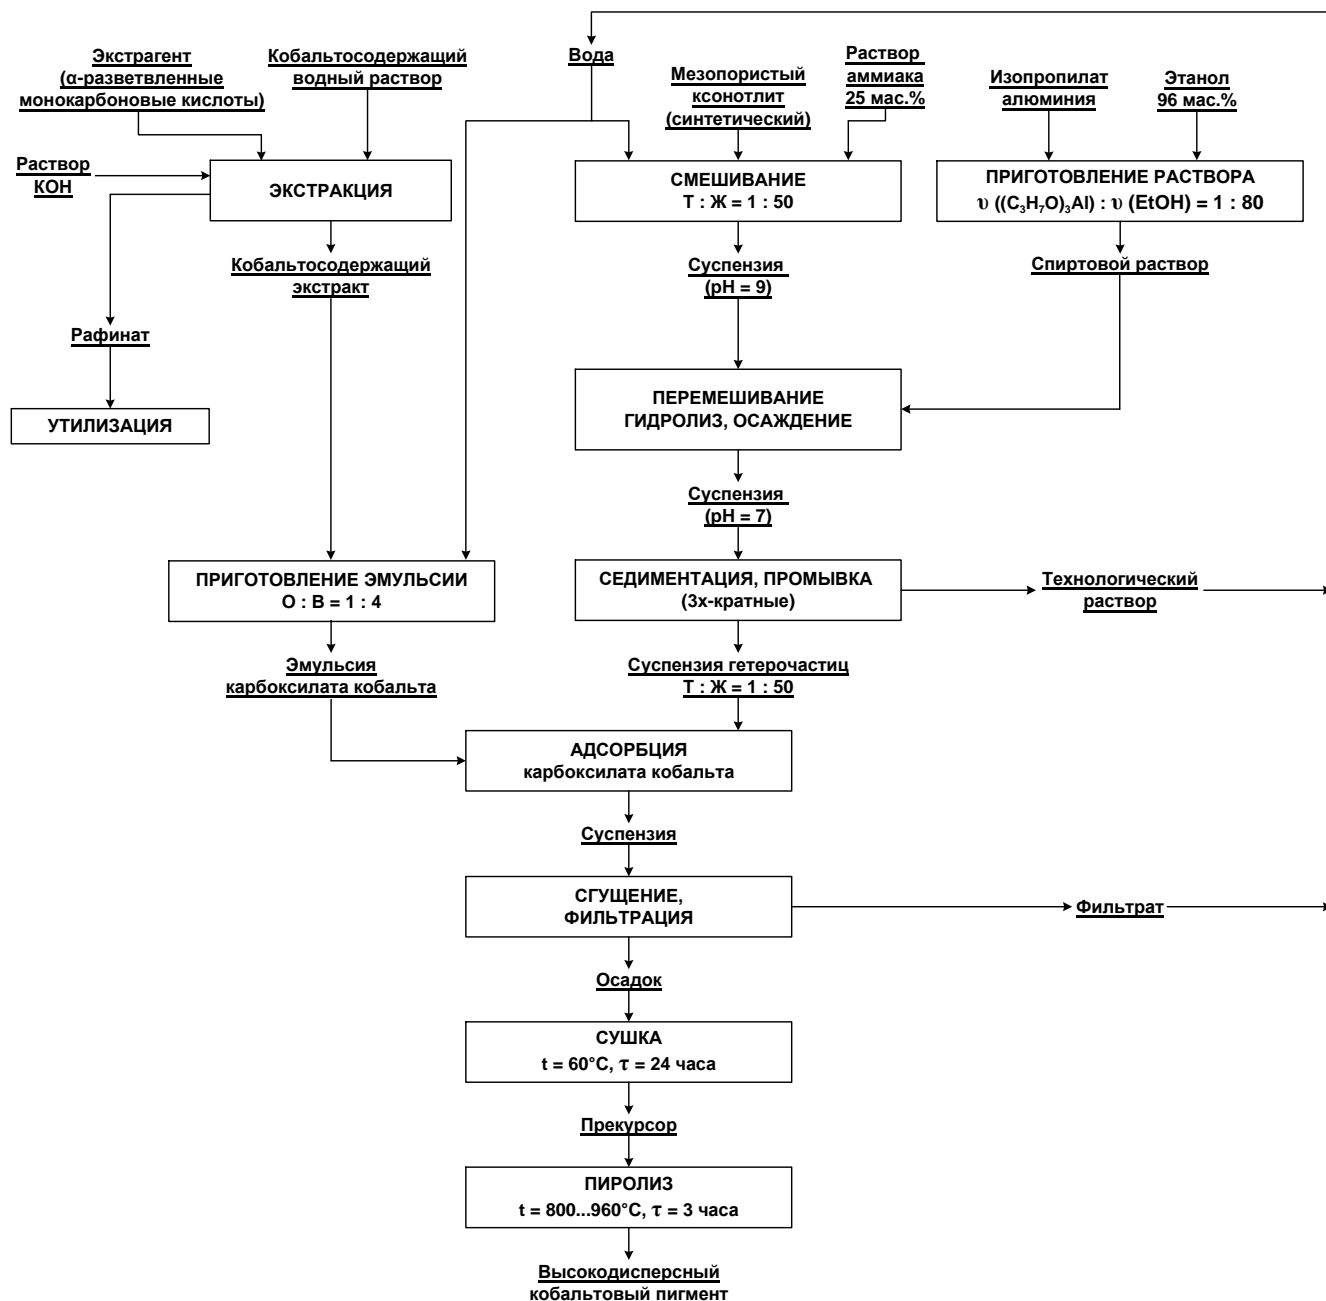 Экстрагент
(α-разветвленные
монокарбоновые кислоты)
Кобальтосодержащий
водный раствор
Вода
Мезопористый
ксонотлит
(синтетический)
Раствор
аммиака
25 мас.%
Изопропилат
алюминия
Этанол
96 мас.%
Раствор
КОН
ЭКСТРАКЦИЯ
СМЕШИВАНИЕ
Т : Ж = 1 : 50
ПРИГОТОВЛЕНИЕ РАСТВОРА
υ ((C₃H₇O)₃Al) : υ (EtOH) = 1 : 80
Кобальтосодержащий
экстракт
Суспензия
(pH = 9)
Спиртовой раствор
Рафинат
УТИЛИЗАЦИЯ
ПЕРЕМЕШИВАНИЕ
ГИДРОЛИЗ, ОСАЖДЕНИЕ
Суспензия
(pH = 7)
ПРИГОТОВЛЕНИЕ ЭМУЛЬСИИ
О : В = 1 : 4
СЕДИМЕНТАЦИЯ, ПРОМЫВКА
(3х-кратные)
Технологический
раствор
Эмульсия
карбоксилата кобальта
Суспензия гетерочастиц
Т : Ж = 1 : 50
АДСОРБЦИЯ
карбоксилата кобальта
Суспензия
СГУЩЕНИЕ,
ФИЛЬТРАЦИЯ
Фильтрат
Осадок
СУШКА
t = 60°C, τ = 24 часа
Прекурсор
ПИРОЛИЗ
t = 800...960°C, τ = 3 часа
Высокодисперсный
кобальтовый пигмент